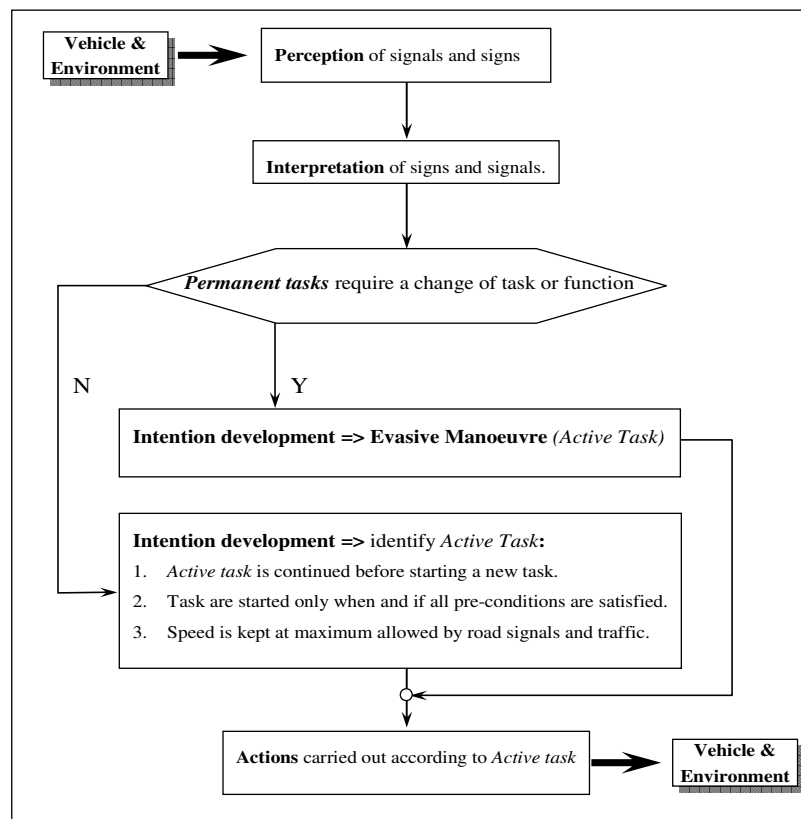 Vehicle &
Environment
Perception of signals and signs
Interpretation of signs and signals.
Permanent tasks require a change of task or function
N
Y
Intention development => Evasive Manoeuvre (Active Task)
Intention development => identify Active Task:
1. Active task is continued before starting a new task.
2. Task are started only when and if all pre-conditions are satisfied.
3. Speed is kept at maximum allowed by road signals and traffic.
Actions carried out according to Active task
Vehicle &
Environment